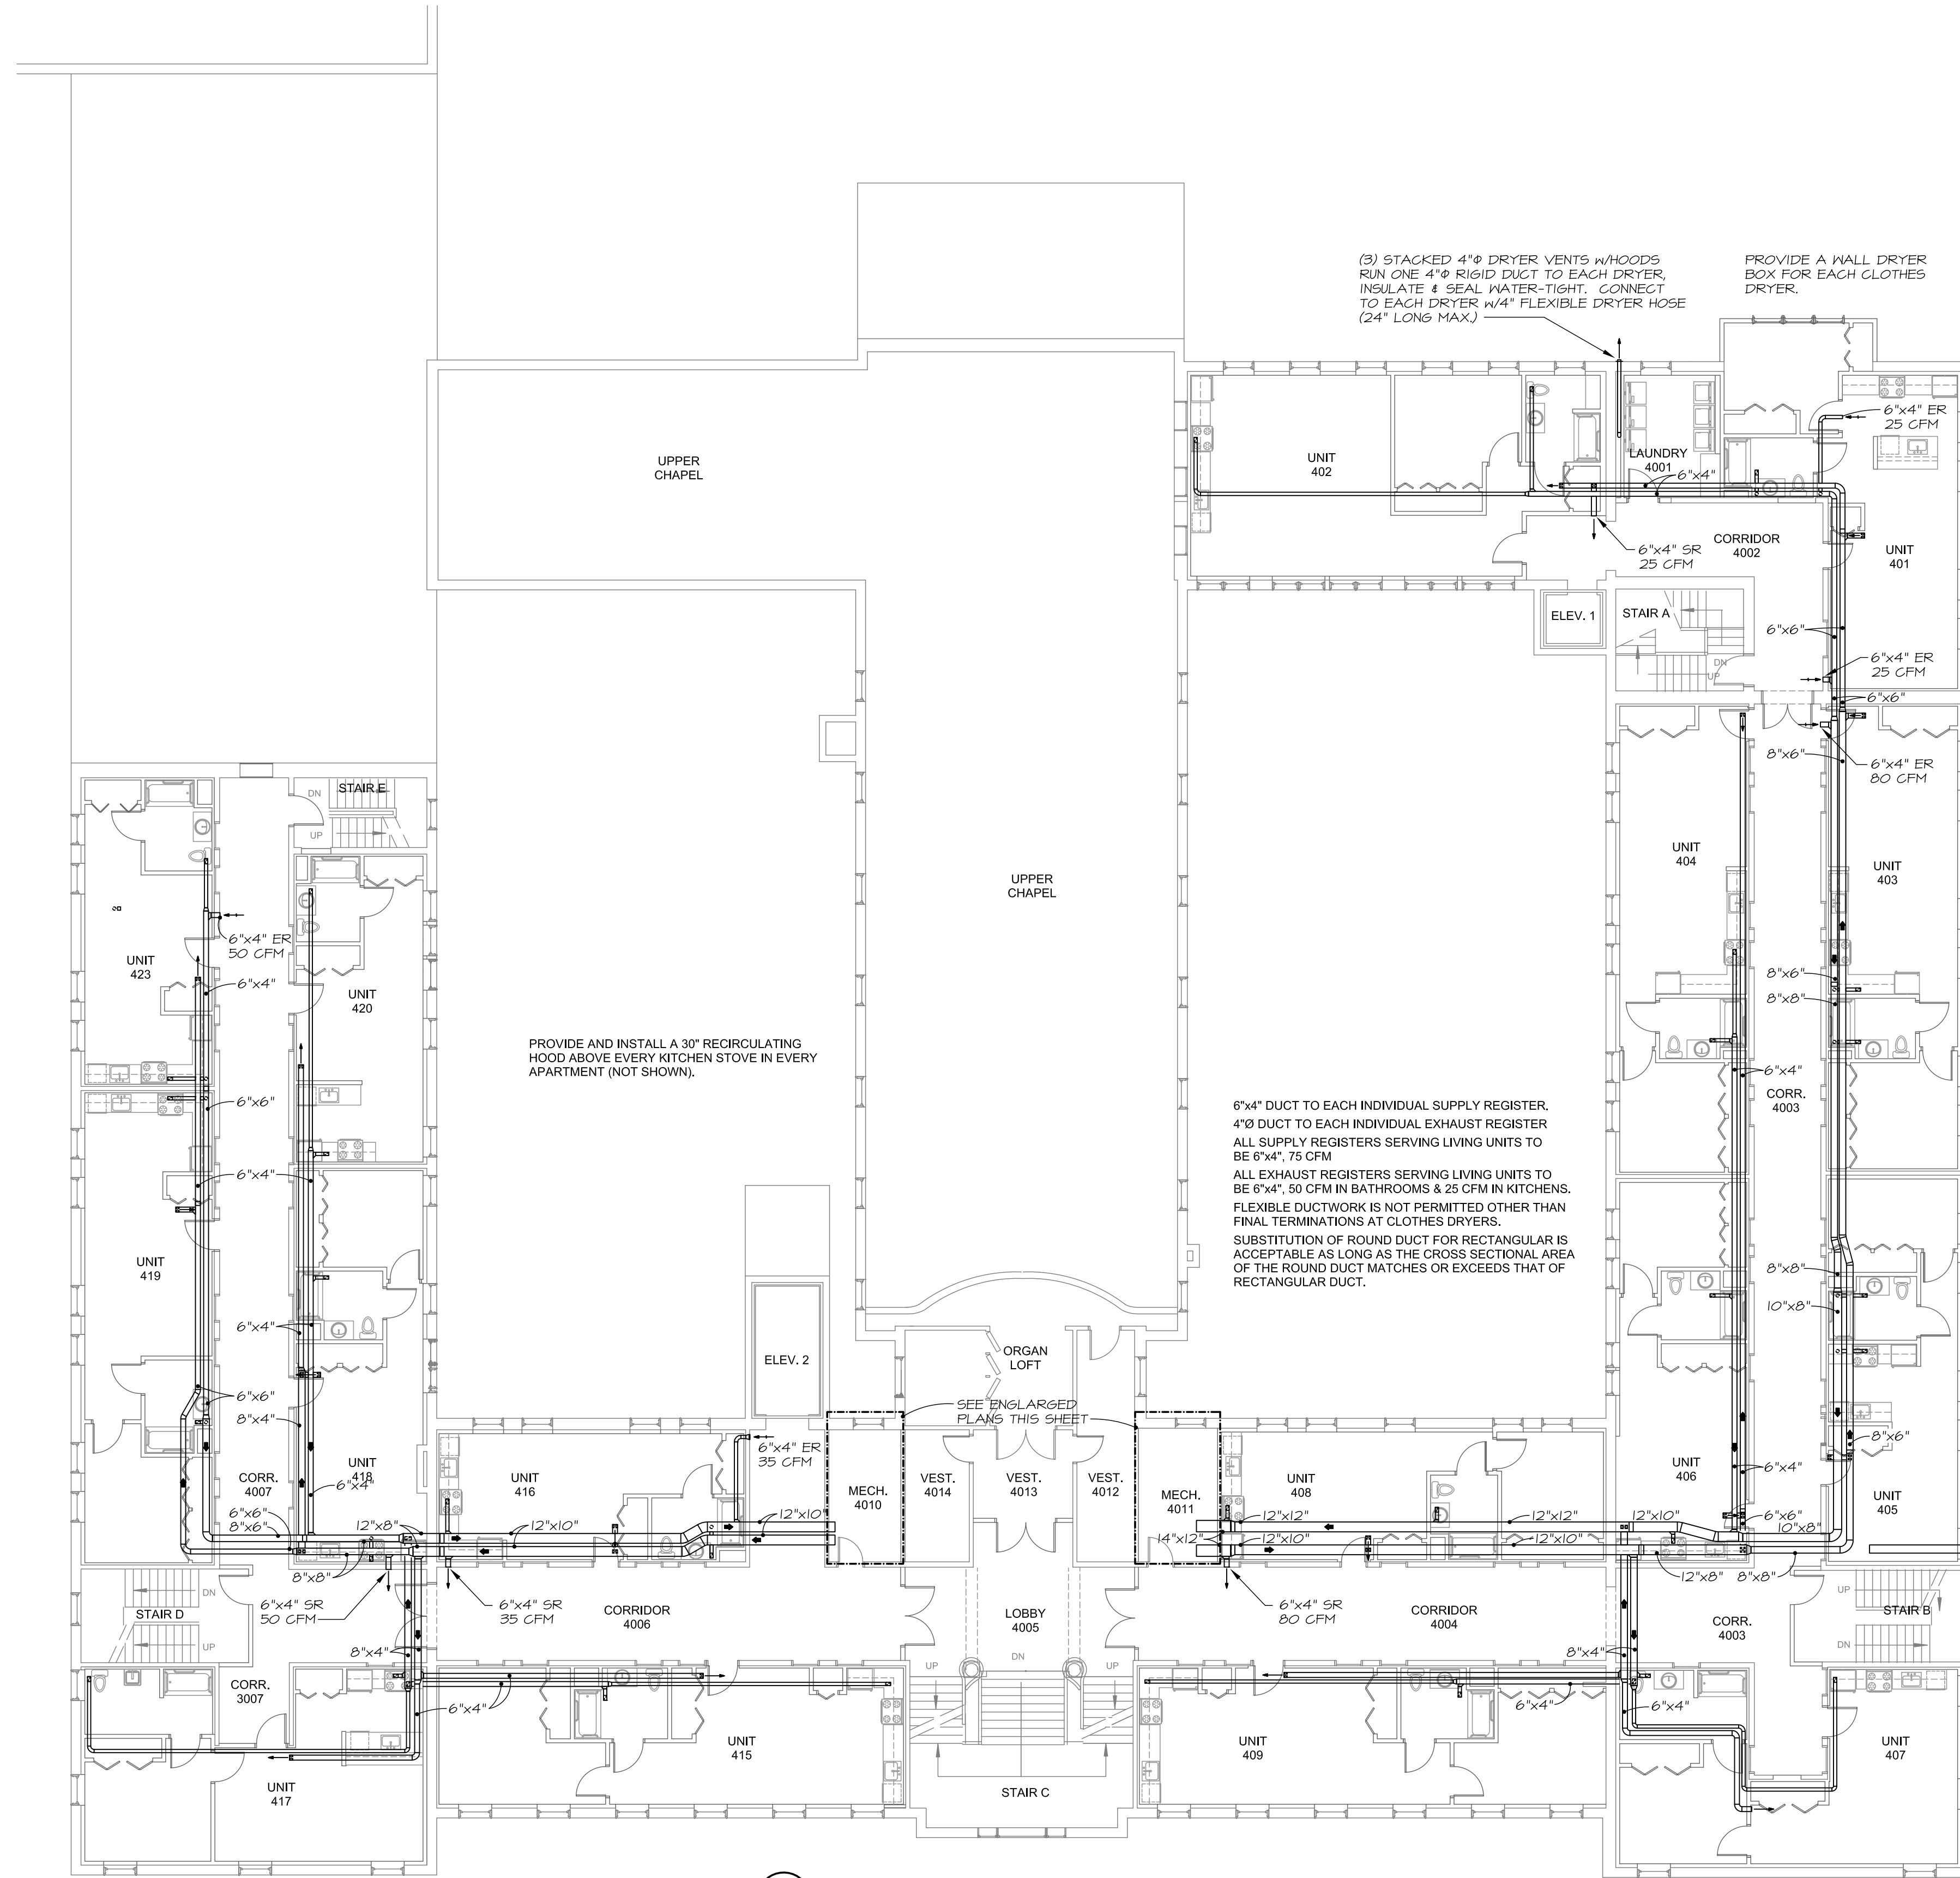 (3) STACKED 4"Φ DRYER VENTS W/HOODS
RUN ONE 4"Φ RIGID DUCT TO EACH DRYER,
INSULATE & SEAL WATER-TIGHT. CONNECT
TO EACH DRYER W/4" FLEXIBLE DRYER HOSE
(24" LONG MAX.)
PROVIDE A WALL DRYER
BOX FOR EACH CLOTHES
DRYER.
6"x4" ER
25 CFM
UPPER
CHAPEL
UNIT
402
LAUNDRY
4001
6"x4"
6"x4" SR
25 CFM
CORRIDOR
4002
UNIT
401
ELEV. 1
STAIR A
DN
UP
6"x6"
6"x4" ER
25 CFM
6"x6"
8"x6"
6"x4" ER
80 CFM
STAIR E
DN
UP
UNIT
404
UNIT
403
UPPER
CHAPEL
6"x4" ER
50 CFM
UNIT
423
6"x4"
UNIT
420
8"x6"
8"x8"
PROVIDE AND INSTALL A 30" RECIRCULATING
HOOD ABOVE EVERY KITCHEN STOVE IN EVERY
APARTMENT (NOT SHOWN).
6"x4"
CORR.
4003
6"x6"
6"x4" DUCT TO EACH INDIVIDUAL SUPPLY REGISTER.
4"Ø DUCT TO EACH INDIVIDUAL EXHAUST REGISTER
ALL SUPPLY REGISTERS SERVING LIVING UNITS TO
BE 6"x4", 75 CFM
ALL EXHAUST REGISTERS SERVING LIVING UNITS TO
BE 6"x4", 50 CFM IN BATHROOMS & 25 CFM IN KITCHENS.
FLEXIBLE DUCTWORK IS NOT PERMITTED OTHER THAN
FINAL TERMINATIONS AT CLOTHES DRYERS.
SUBSTITUTION OF ROUND DUCT FOR RECTANGULAR IS
ACCEPTABLE AS LONG AS THE CROSS SECTIONAL AREA
OF THE ROUND DUCT MATCHES OR EXCEEDS THAT OF
RECTANGULAR DUCT.
6"x4"
UNIT
419
8"x8"
10"x8"
6"x4"
ELEV. 2
ORGAN
LOFT
6"x6"
8"x4"
SEE ENGLARGED
PLANS THIS SHEET
6"x4" ER
35 CFM
8"x6"
CORR.
4007
UNIT
418
6"x4"
UNIT
416
MECH.
4010
VEST.
4014
VEST.
4013
VEST.
4012
MECH.
4011
UNIT
408
UNIT
406
6"x4"
UNIT
405
6"x6"
8"x6"
12"x8"
12"x10"
12"x10"
12"x12"
12"x12"
12"x10"
6"x6"
10"x8"
14"x12"
12"x10"
12"x10"
8"x8"
12"x8"
8"x8"
STAIR D
DN
UP
6"x4" SR
50 CFM
6"x4" SR
35 CFM
CORRIDOR
4006
LOBBY
4005
6"x4" SR
80 CFM
CORRIDOR
4004
CORR.
4003
UP
STAIR B
DN
8"x4"
8"x4"
UP
DN
UP
CORR.
3007
6"x4"
6"x4"
6"x4"
UNIT
415
UNIT
409
UNIT
407
UNIT
417
STAIR C